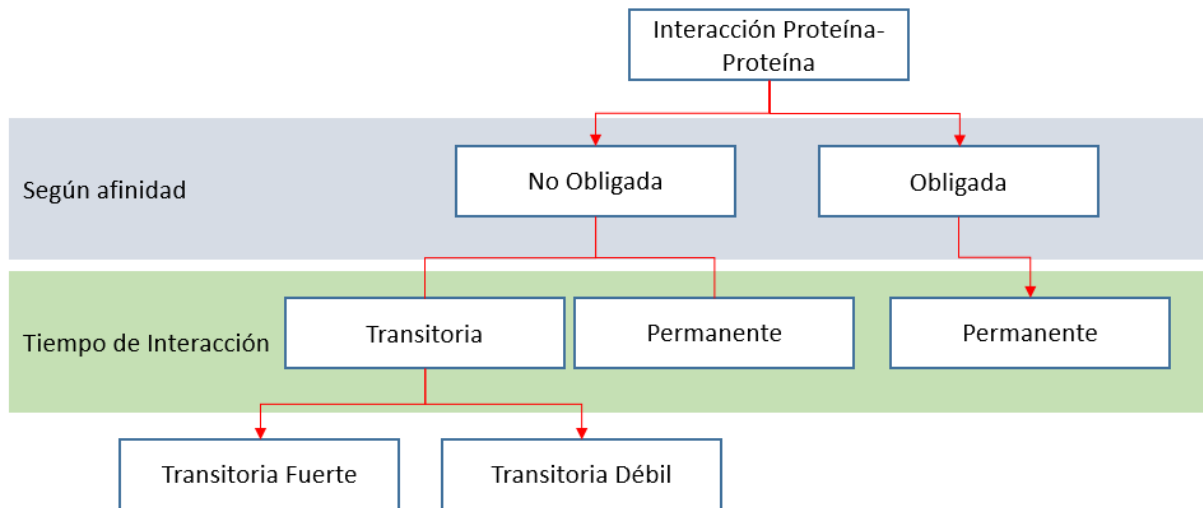 Interacción Proteína-
Proteína
Según afinidad
No Obligada
Obligada
Tiempo de Interacción
Transitoria
Permanente
Permanente
Transitoria Fuerte
Transitoria Débil